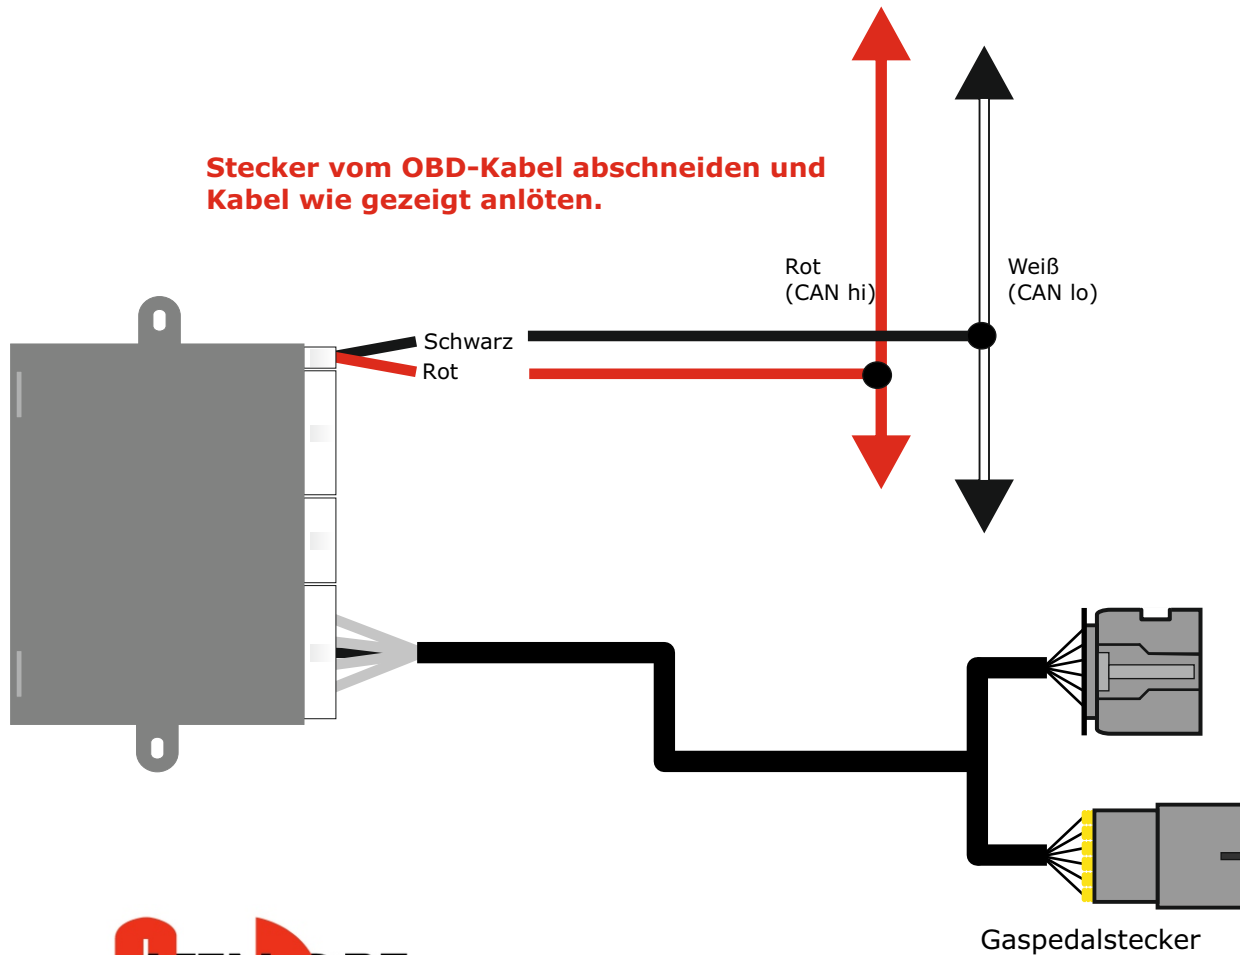 Stecker vom OBD-Kabel abschneiden und
Kabel wie gezeigt anlöten.
Rot
(CAN hi)
Weiß
(CAN lo)
Schwarz
Rot
Gaspedalstecker